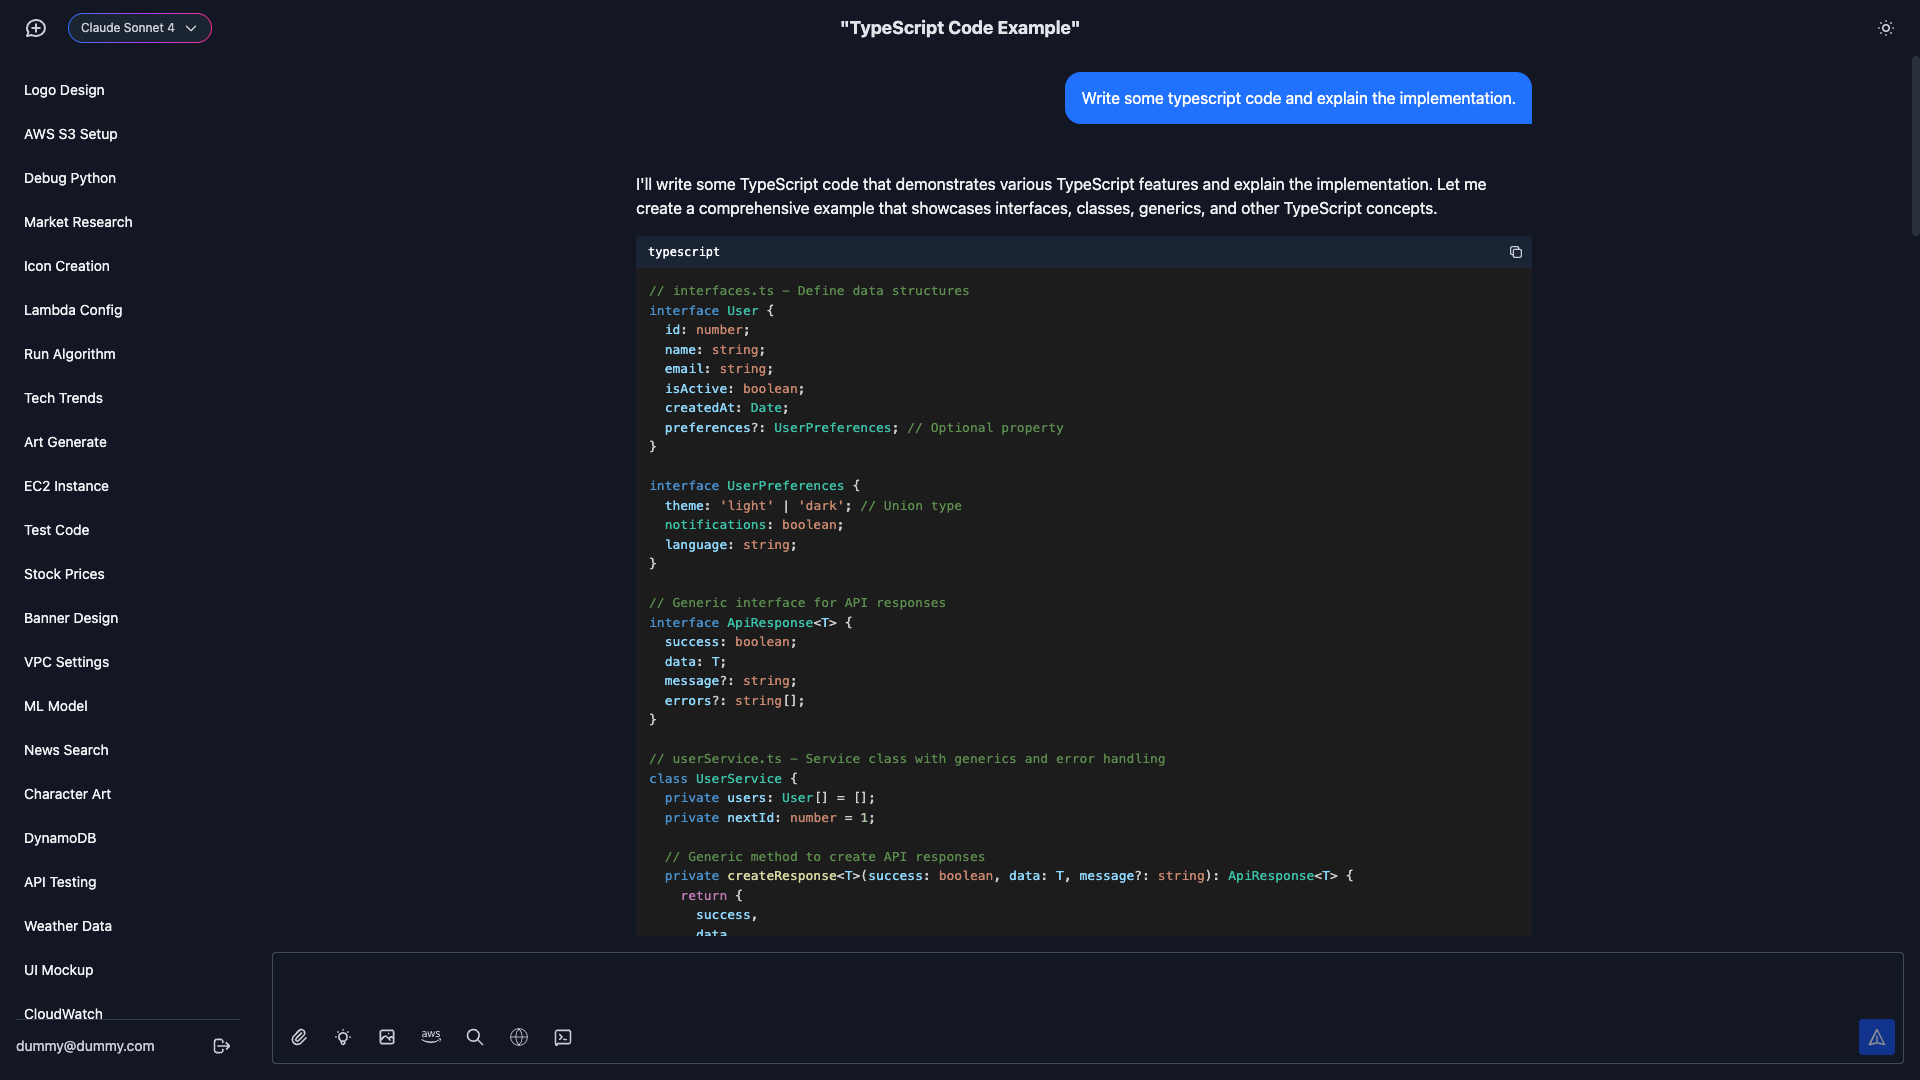 Claude Sonnet 4
"TypeScript Code Example"
Logo Design
AWS S3 Setup
Debug Python
Market Research
Icon Creation
Lambda Config
Run Algorithm
Tech Trends
Art Generate
EC2 Instance
Test Code
Stock Prices
Banner Design
VPC Settings
ML Model
News Search
Character Art
DynamoDB
API Testing
Weather Data
UI Mockup
CloudWatch
dummy@dummy.com
Write some typescript code and explain the implementation.
I'll write some TypeScript code that demonstrates various TypeScript features and explain the implementation. Let me
create a comprehensive example that showcases interfaces, classes, generics, and other TypeScript concepts.
typescript
// interfaces.ts – Define data structures
interface User {
  id: number;
  name: string;
  email: string;
  isActive: boolean;
  createdAt: Date;
  preferences?: UserPreferences; // Optional property
}
interface UserPreferences {
  theme: 'light' | 'dark'; // Union type
  notifications: boolean;
  language: string;
}
// Generic interface for API responses
interface ApiResponse<T> {
  success: boolean;
  data: T;
  message?: string;
  errors?: string[];
}
// userService.ts – Service class with generics and error handling
class UserService {
  private users: User[] = [];
  private nextId: number = 1;
  // Generic method to create API responses
  private createResponse<T>(success: boolean, data: T, message?: string): ApiResponse<T> {
    return {
      success,
      data
aws